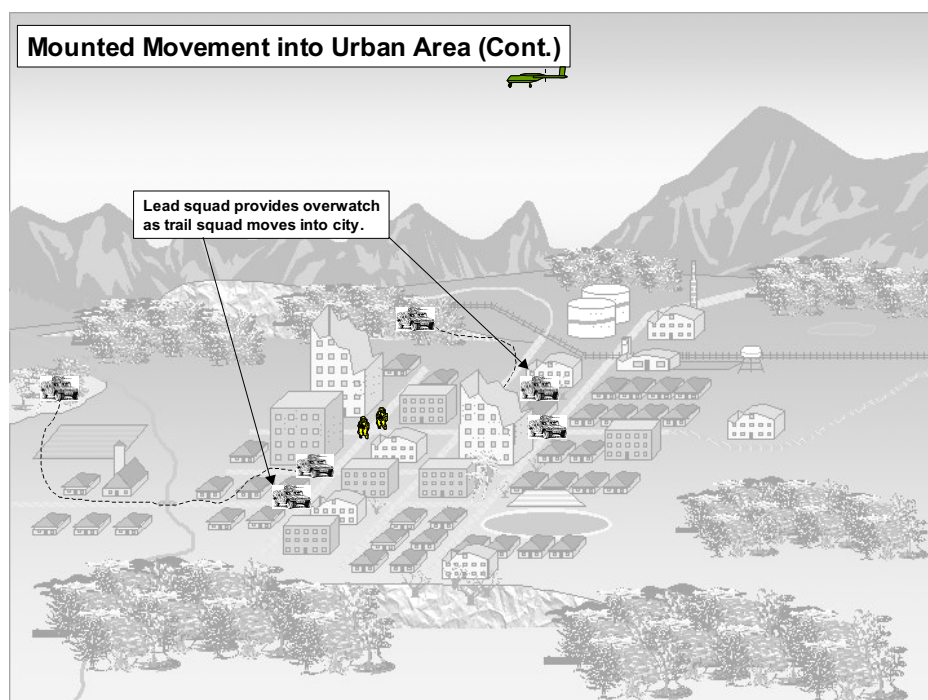 Mounted Movement into Urban Area (Cont.)
Lead squad provides overwatch
as trail squad moves into city.